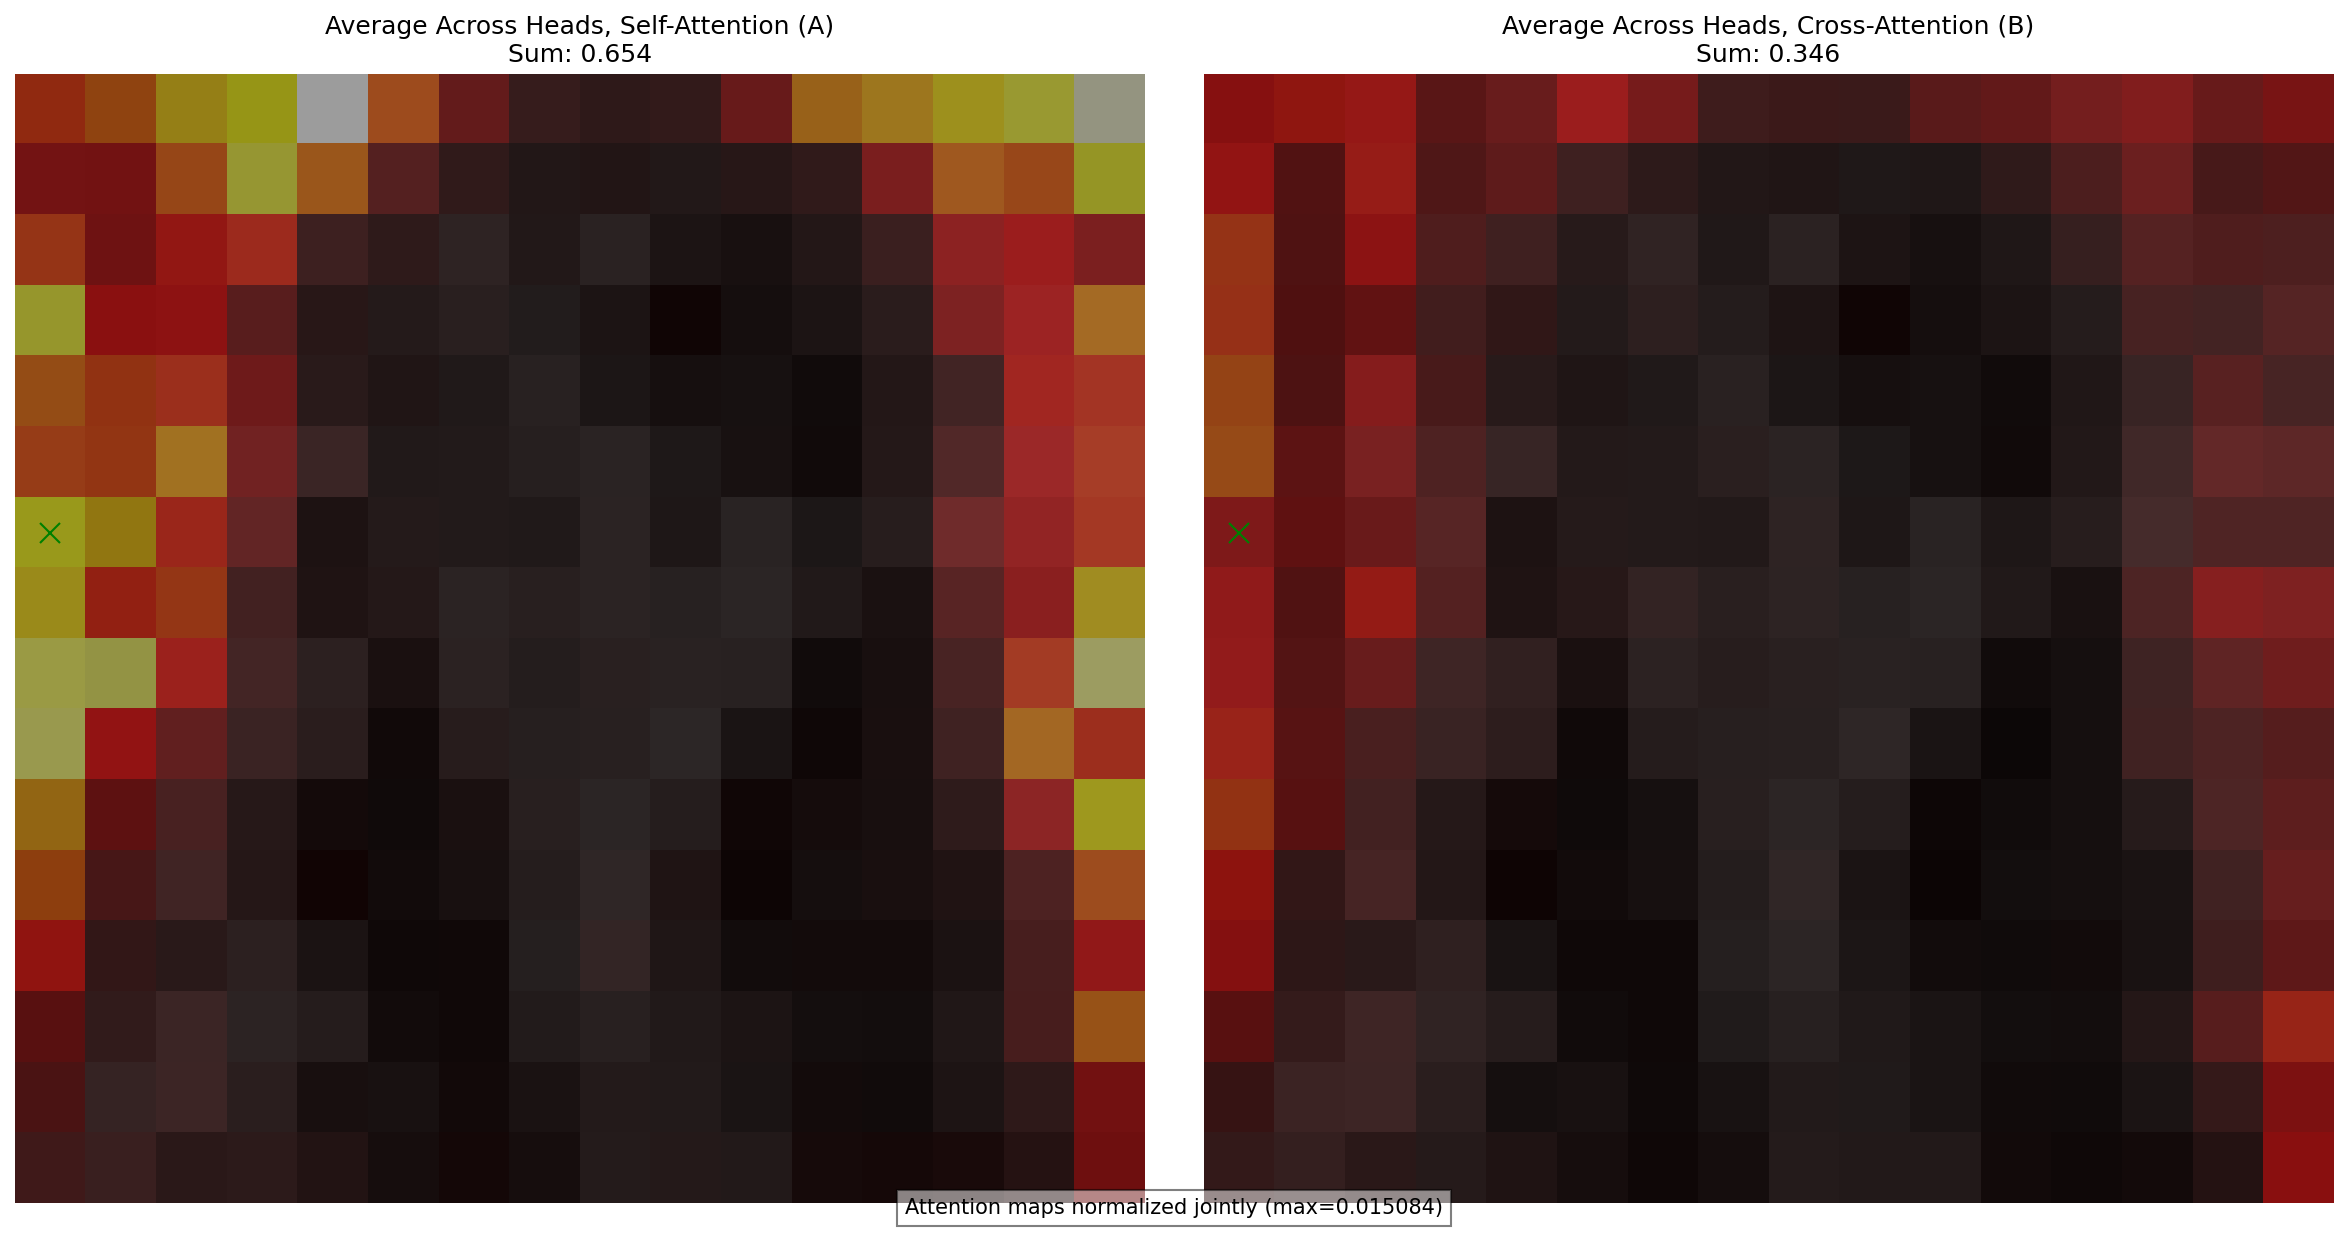 Average Across Heads, Self-Attention (A)
Sum: 0.654
Average Across Heads, Cross-Attention (B)
Sum: 0.346
Attention maps normalized jointly (max=0.015084)